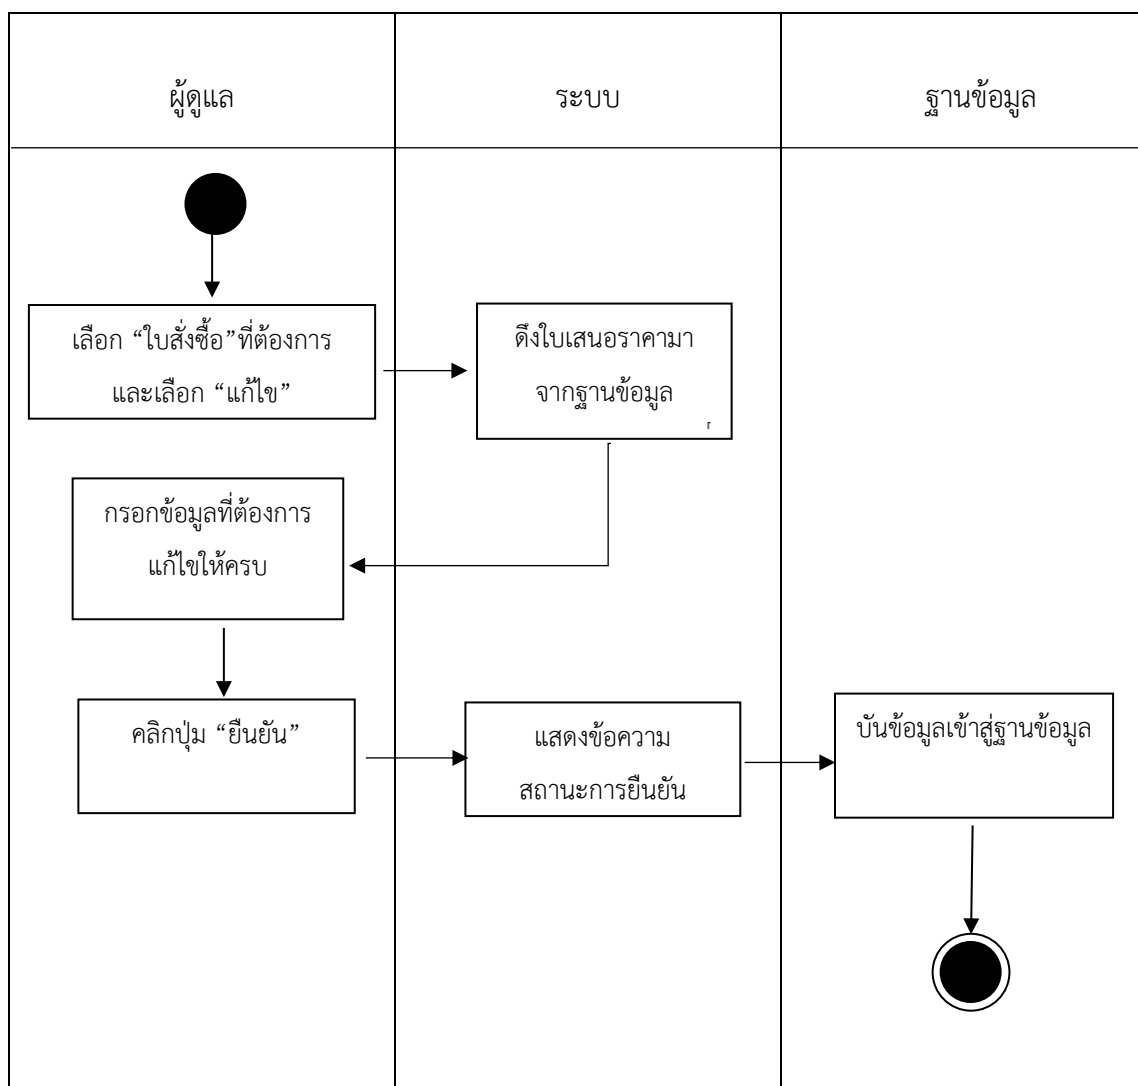 ผู้ดูแล
ระบบ
ฐานข้อมูล
เลือก “ใบสั่งซื้อ”ที่ต้องการ
และเลือก “แก้ไข”
ดึงใบเสนอราคามา
จากฐานข้อมูล
กรอกข้อมูลที่ต้องการ
แก้ไขให้ครบ
คลิกปุ่ม “ยืนยัน”
แสดงข้อความ
สถานะการยืนยัน
บันข้อมูลเข้าสู่ฐานข้อมูล